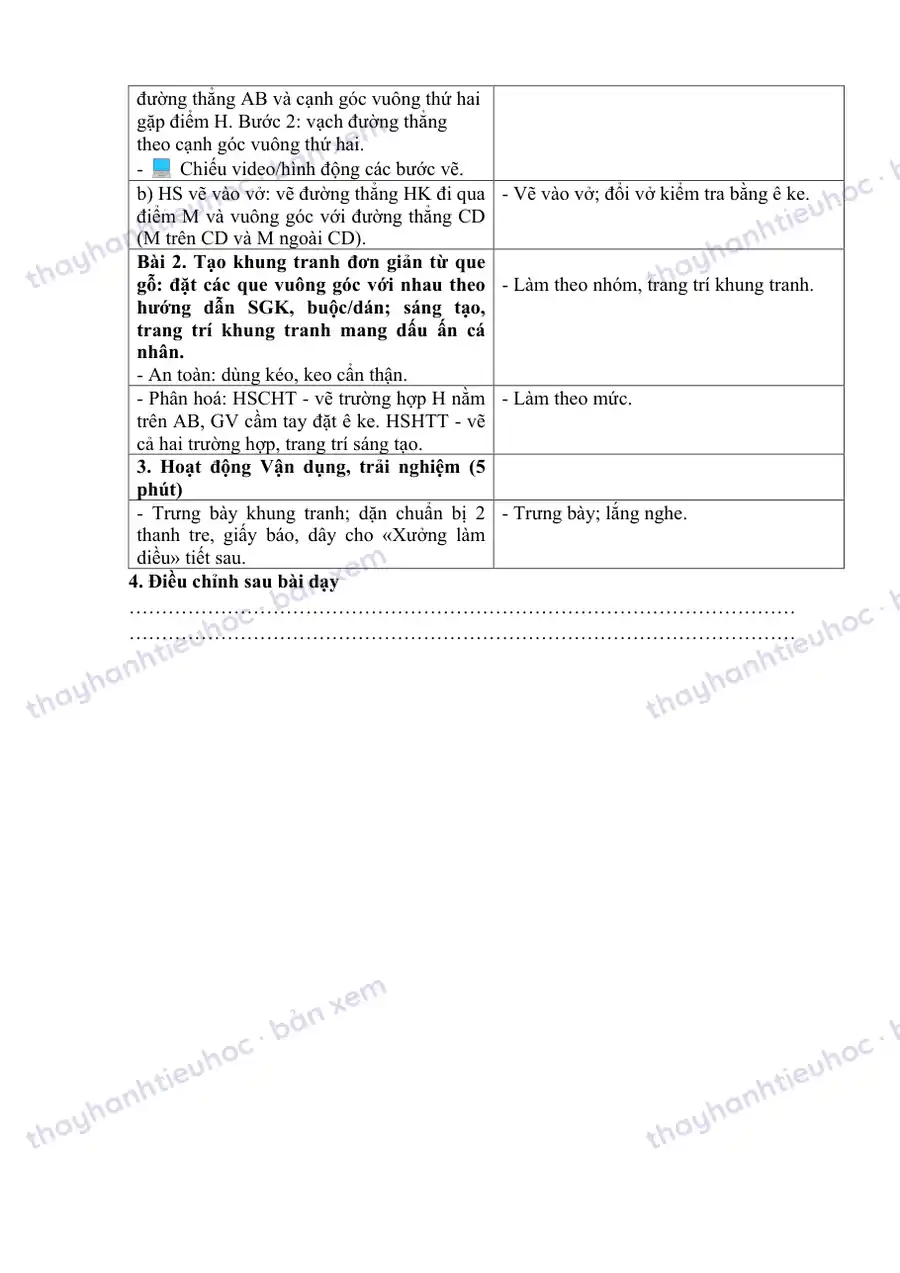 đường thẳng AB và cạnh góc vuông thứ hai
gặp điểm H. Bước 2: vạch đường thẳng
theo cạnh góc vuông thứ hai.
- 💻 Chiếu video/hình động các bước vẽ.
b) HS vẽ vào vở: vẽ đường thẳng HK đi qua
điểm M và vuông góc với đường thẳng CD
(M trên CD và M ngoài CD).
- Vẽ vào vở; đổi vở kiểm tra bằng ê ke.
Bài 2. Tạo khung tranh đơn giản từ que
gỗ: đặt các que vuông góc với nhau theo
hướng dẫn SGK, buộc/dán; sáng tạo,
trang trí khung tranh mang dấu ấn cá
nhân.
- An toàn: dùng kéo, keo cẩn thận.
- Làm theo nhóm, trang trí khung tranh.
- Phân hoá: HSCHT - vẽ trường hợp H nằm
trên AB, GV cầm tay đặt ê ke. HSHTT - vẽ
cả hai trường hợp, trang trí sáng tạo.
- Làm theo mức.
3. Hoạt động Vận dụng, trải nghiệm (5
phút)
- Trưng bày khung tranh; dặn chuẩn bị 2
thanh tre, giấy báo, dây cho «Xưởng làm
diều» tiết sau.
- Trưng bày; lắng nghe.
4. Điều chỉnh sau bài dạy
…………………………………………………………………………………………
…………………………………………………………………………………………
thayhanhtieuhoc · bản xem
thayhanhtieuhoc · b
thayhanhtieuhoc · bản xem
thayhanhtieuhoc · b
thayhanhtieuhoc · bản xem
thayhanhtieuhoc · b